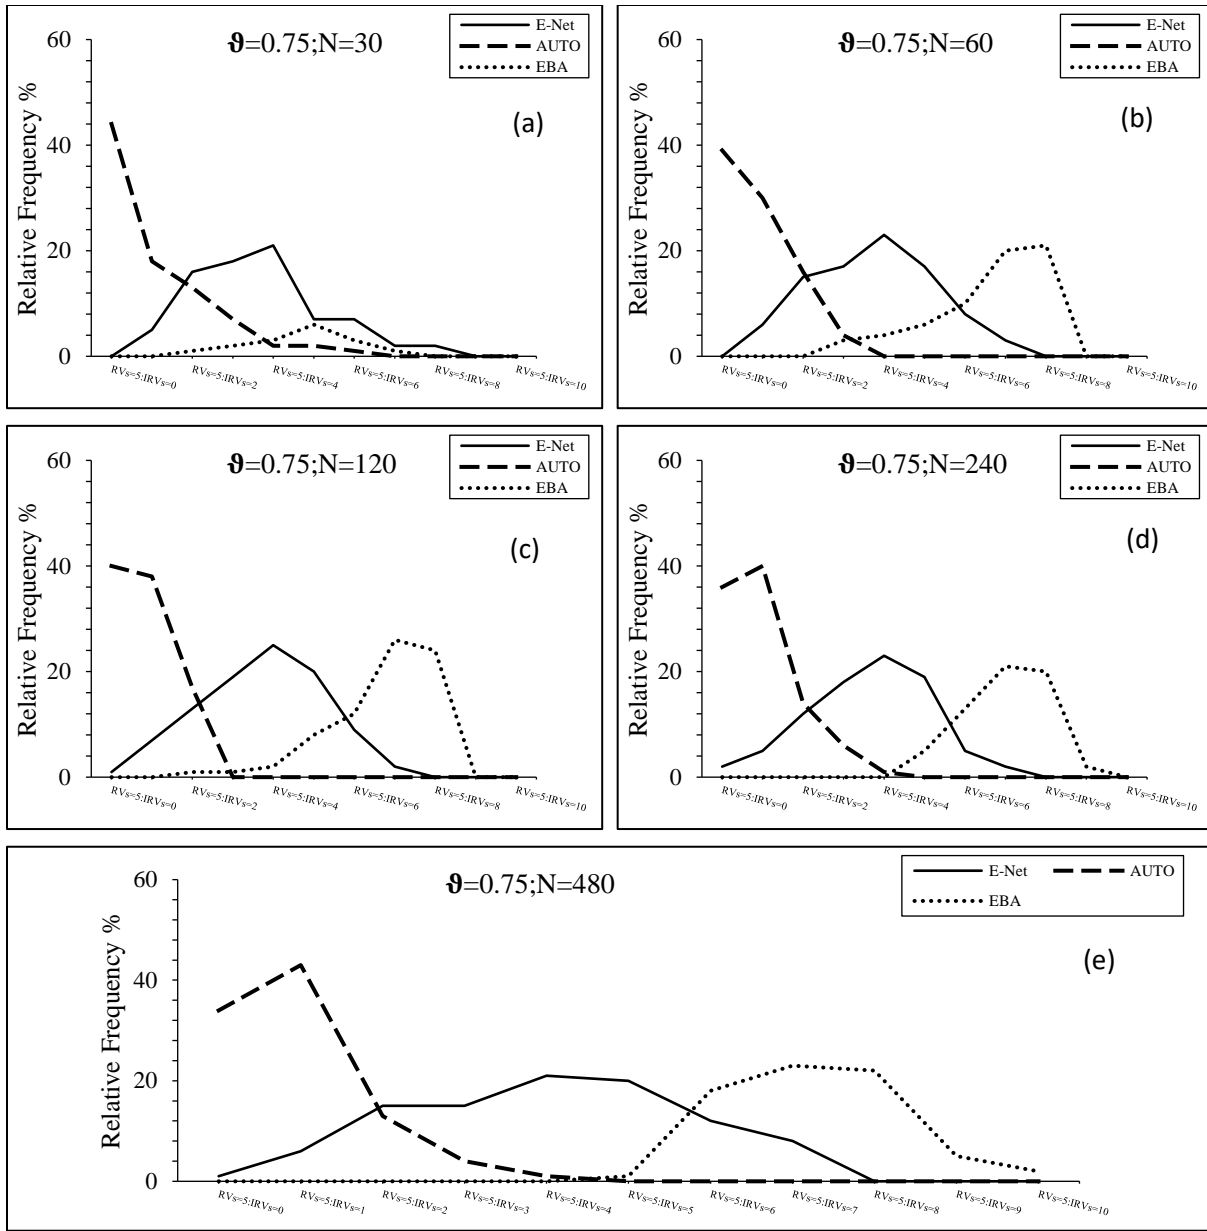 ϑ=0.75;N=30
E-Net
AUTO
EBA
(a)
Relative Frequency %
60
40
20
0
RVs=5:IRVs=0
RVs=5:IRVs=2
RVs=5:IRVs=4
RVs=5:IRVs=6
RVs=5:IRVs=8
RVs=5:IRVs=10
ϑ=0.75;N=60
E-Net
AUTO
EBA
(b)
Relative Frequency %
60
40
20
0
RVs=5:IRVs=0
RVs=5:IRVs=2
RVs=5:IRVs=4
RVs=5:IRVs=6
RVs=5:IRVs=8
RVs=5:IRVs=10
ϑ=0.75;N=120
E-Net
AUTO
EBA
(c)
Relative Frequency %
60
40
20
0
RVs=5:IRVs=0
RVs=5:IRVs=2
RVs=5:IRVs=4
RVs=5:IRVs=6
RVs=5:IRVs=8
RVs=5:IRVs=10
ϑ=0.75;N=240
E-Net
AUTO
EBA
(d)
Relative Frequency %
60
40
20
0
RVs=5:IRVs=0
RVs=5:IRVs=2
RVs=5:IRVs=4
RVs=5:IRVs=6
RVs=5:IRVs=8
RVs=5:IRVs=10
ϑ=0.75;N=480
E-Net AUTO
EBA
(e)
Relative Frequency %
60
40
20
0
RVs=5:IRVs=0
RVs=5:IRVs=1
RVs=5:IRVs=2
RVs=5:IRVs=3
RVs=5:IRVs=4
RVs=5:IRVs=5
RVs=5:IRVs=6
RVs=5:IRVs=7
RVs=5:IRVs=8
RVs=5:IRVs=9
RVs=5:IRVs=10